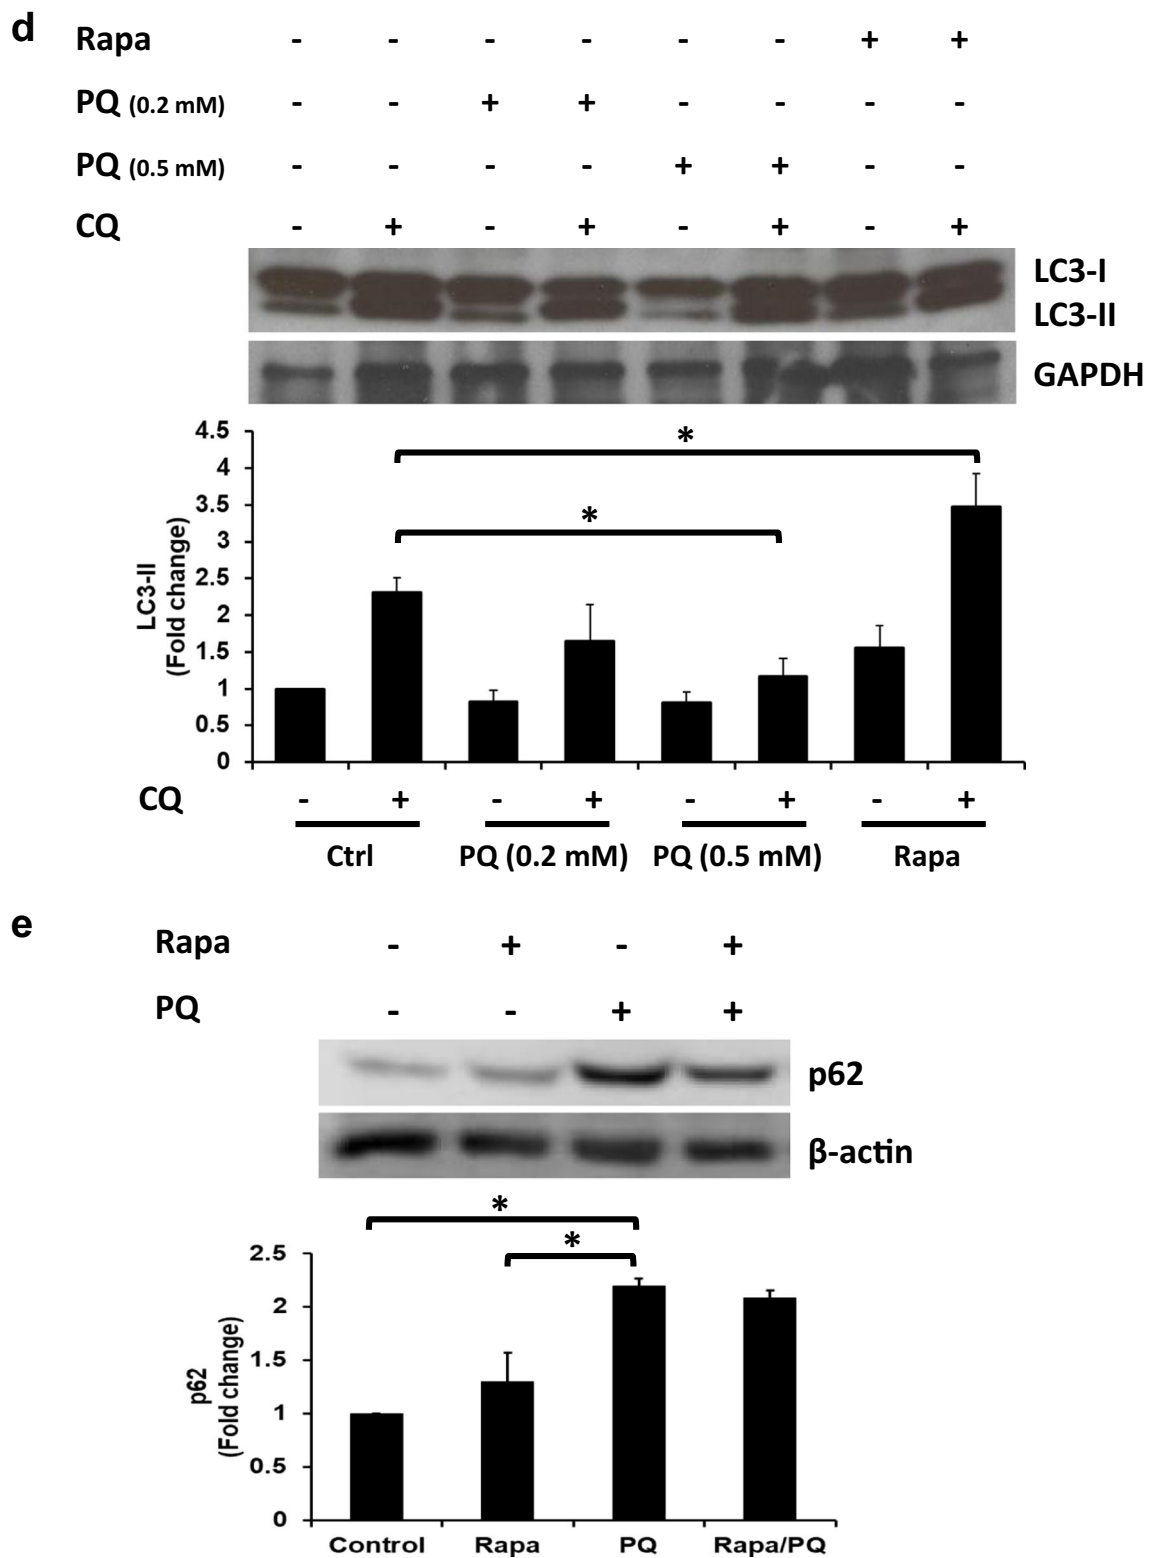 d
Rapa - - - - - - + +
PQ (0.2 mM) - - + + - - - -
PQ (0.5 mM) - - - - + + - -
CQ - + - + - + - +
LC3-I
LC3-II
GAPDH
4.5
4
3.5
3
2.5
2
1.5
1
0.5
0
LC3-II
(Fold change)
*
*
CQ - + - + - + - +
Ctrl PQ (0.2 mM) PQ (0.5 mM) Rapa
e
Rapa - + - +
PQ - - + +
p62
β-actin
*
*
2.5
2
1.5
1
0.5
0
p62
(Fold change)
Control Rapa PQ Rapa/PQ